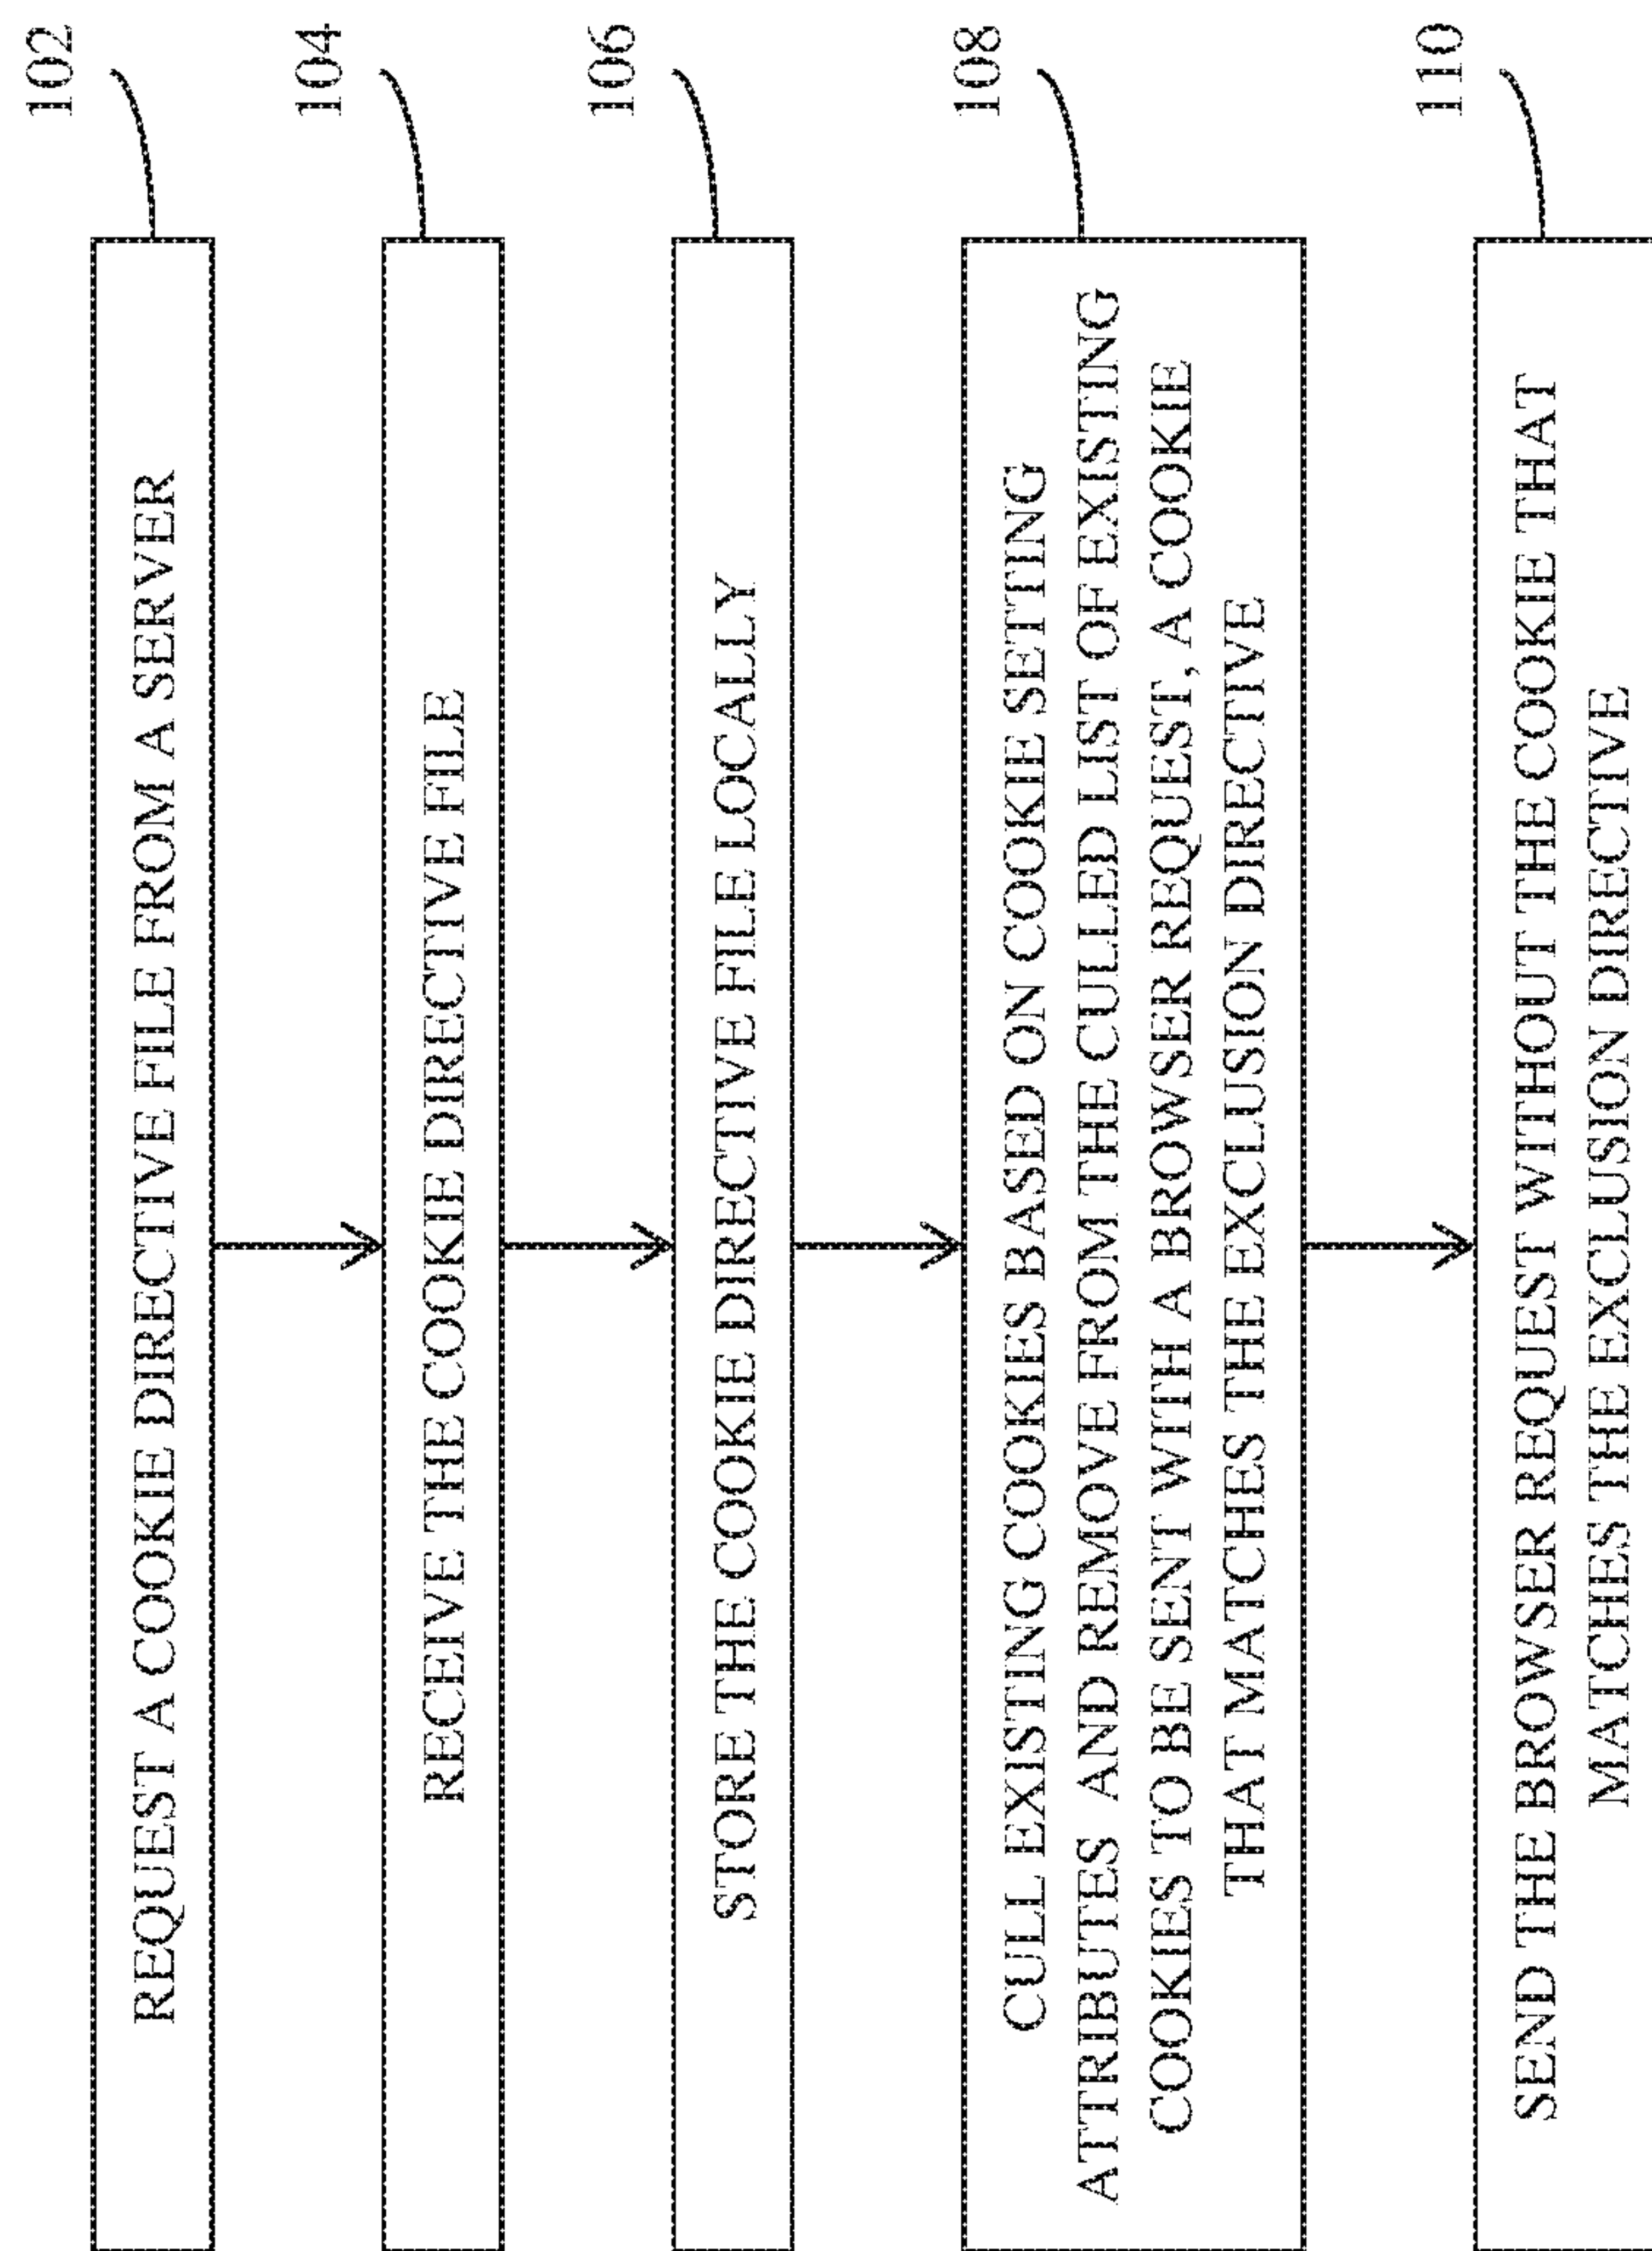 102
REQUEST A COOKIE DIRECTIVE FILE FROM A SERVER
104
RECEIVE THE COOKIE DIRECTIVE FILE
106
STORE THE COOKIE DIRECTIVE FILE LOCALLY
108
CULL EXISTING COOKIES BASED ON COOKIE SETTING
ATTRIBUTES AND REMOVE FROM THE CULLED LIST OF EXISTING
COOKIES TO BE SENT WITH A BROWSER REQUEST, A COOKIE
THAT MATCHES THE EXCLUSION DIRECTIVE
110
SEND THE BROWSER REQUEST WITHOUT THE COOKIE THAT
MATCHES THE EXCLUSION DIRECTIVE